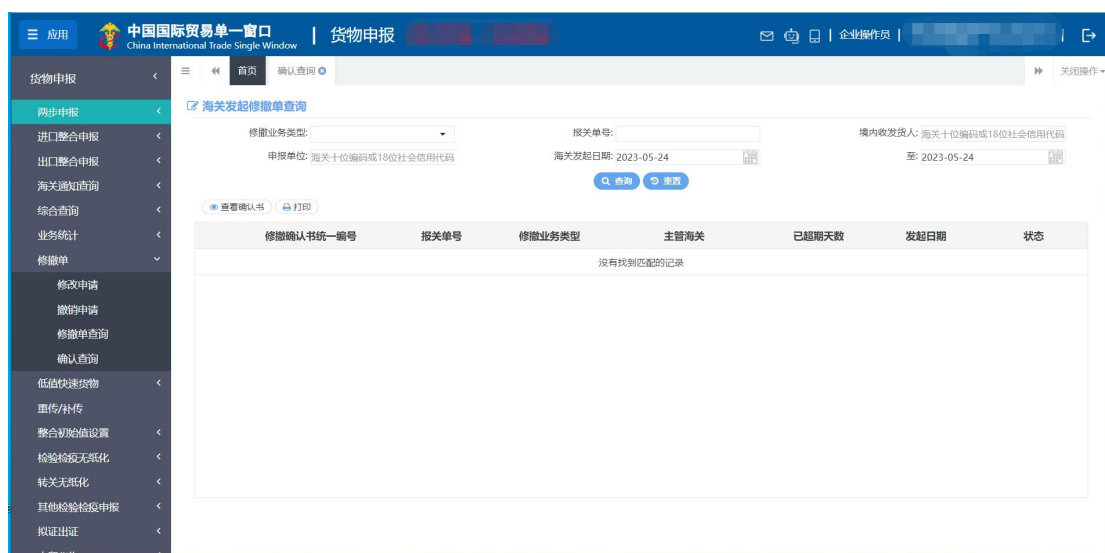 应用
中国国际贸易单一窗口
China International Trade Single Window
货物申报
企业操作员
货物申报
首页
确认查询
关闭操作
两步申报
进口整合申报
出口整合申报
海关通知查询
综合查询
业务统计
修撤单
修改申请
撤销申请
修撤单查询
确认查询
低值快速货物
重传/补传
整合初始值设置
检验检疫无纸化
转关无纸化
其他检验检疫申报
拟证出证
海关发起修撤单查询
修撤业务类型:
报关单号:
境内收发货人: 海关十位编码或18位社会信用代码
申报单位: 海关十位编码或18位社会信用代码
海关发起日期: 2023-05-24
至: 2023-05-24
查询 重置
查看确认书 打印
修撤确认书统一编号 报关单号 修撤业务类型 主管海关 已超期天数 发起日期 状态
没有找到匹配的记录